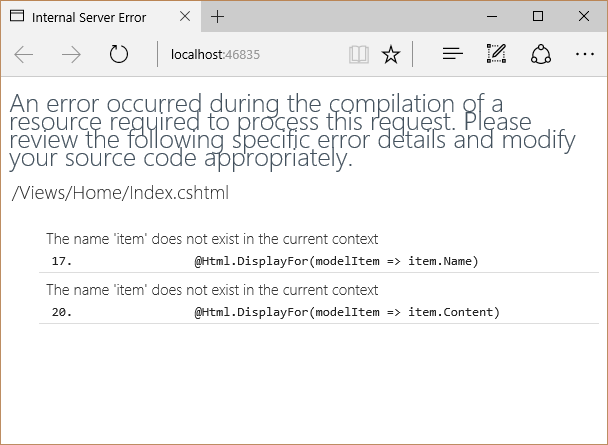 Internal Server Error
localhost:46835
An error occurred during the compilation of a
resource required to process this request. Please
review the following specific error details and modify
your source code appropriately.
/Views/Home/Index.cshtml
The name 'item' does not exist in the current context
17. @Html.DisplayFor(modelItem => item.Name)
The name 'item' does not exist in the current context
20. @Html.DisplayFor(modelItem => item.Content)